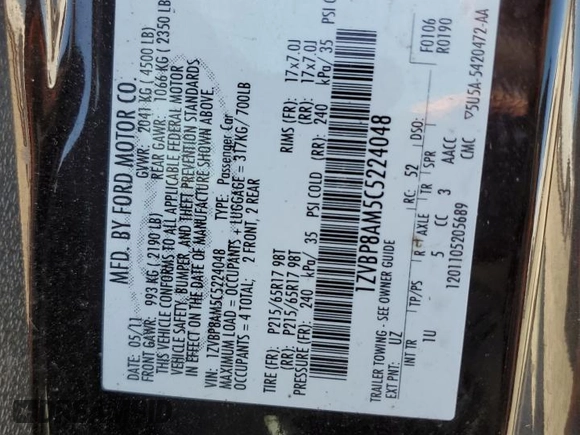 MFD. BY FORD MOTOR CO.
DATE: 05/11 GVWR: 2041 KG ( 4500 LB)
FRONT GAWR: 993 KG ( 2190 LB) REAR GAWR: 1066 KG ( 2350 LB)
THIS VEHICLE CONFORMS TO ALL APPLICABLE FEDERAL MOTOR
VEHICLE SAFETY, BUMPER, AND THEFT PREVENTION STANDARDS
IN EFFECT ON THE DATE OF MANUFACTURE SHOWN ABOVE.
VIN: 1ZVBP8AM5C5224048 TYPE: Passenger Car
MAXIMUM LOAD = OCCUPANTS + LUGGAGE = 317KG/ 700LB
OCCUPANTS = 4 TOTAL; 2 FRONT, 2 REAR
TIRE (FR): P215/65R17 98T RIMS (FR): 17x7.0J
(RR): P215/65R17 98T (RR): 17x7.0J
PRESSURE (FR): 240 kPa/ 35 PSI COLD (RR): 240 kPa/ 35 PSI COLD
1ZVBP8AM5C5224048
TRAILER TOWING - SEE OWNER GUIDE
EXT PNT: UZ RC: 52 DSO: F0106
R0190
INT TR TP/PS R AXLE TR SPR
1U 5 CC 3 AACC
12011105205689 CMC 5U5A-5420472-AA